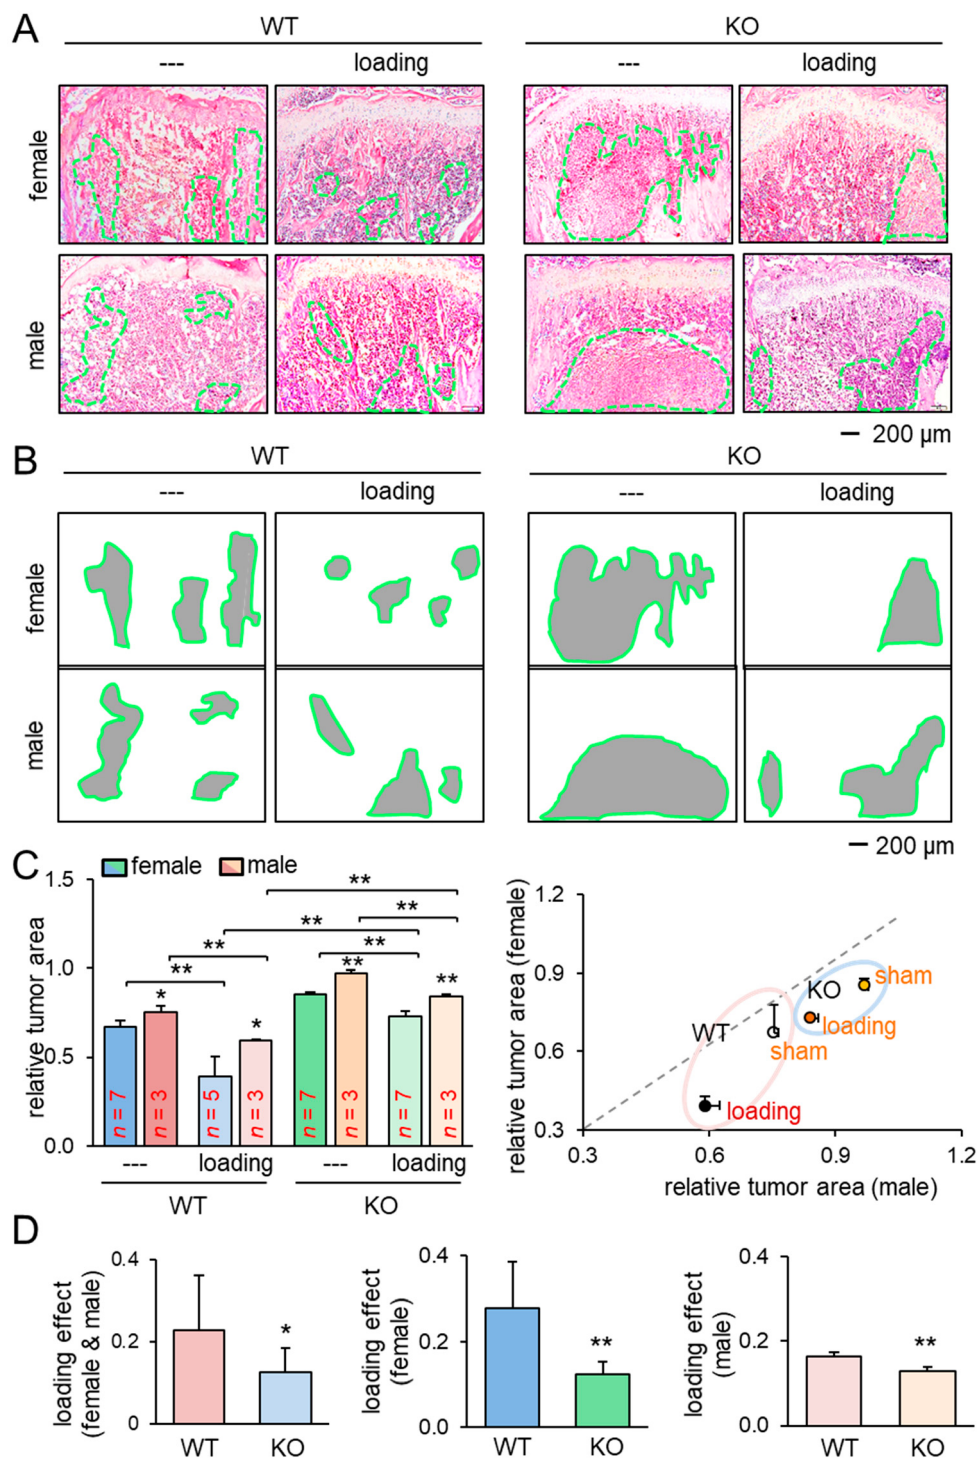 A
WT
KO
---
loading
---
loading
female
male
200 µm
B
WT
KO
---
loading
---
loading
female
male
200 µm
C
female
male
relative tumor area
1.5
1.0
0.5
0.0
**
**
**
**
**
**
*
*
**
**
n = 7
n = 3
n = 5
n = 3
n = 7
n = 3
n = 7
n = 3
---
loading
---
loading
WT
KO
relative tumor area (female)
1.2
0.9
0.6
0.3
0.3
0.6
0.9
1.2
relative tumor area (male)
WT
KO
sham
loading
sham
loading
D
loading effect
(female & male)
0.4
0.2
0
*
WT
KO
loading effect
(female)
0.4
0.2
0.0
**
WT
KO
loading effect
(male)
0.4
0.2
0.0
**
WT
KO